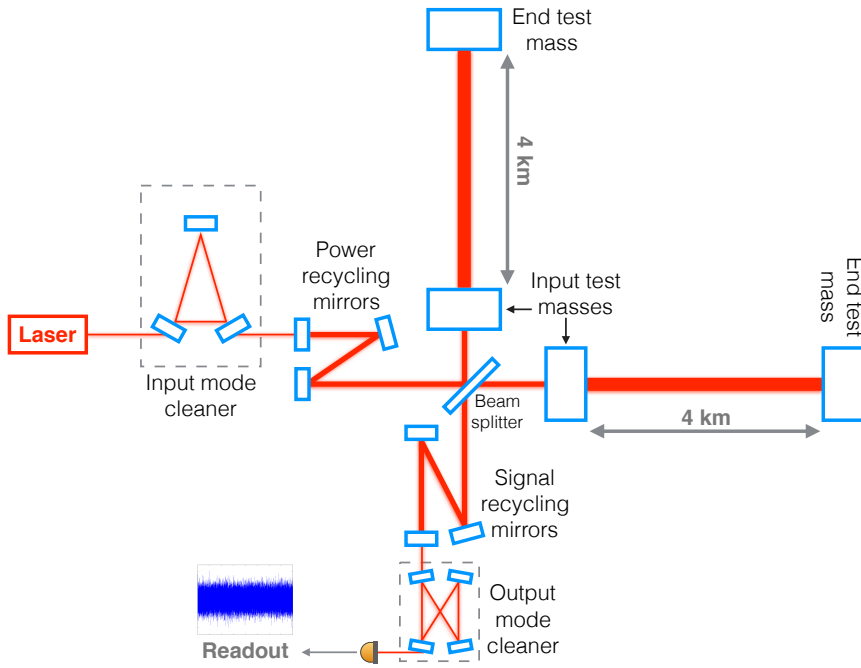 End test
mass
4 km
Power
recycling
mirrors
Input test
masses
End test
mass
Laser
Input mode
cleaner
Beam
splitter
4 km
Signal
recycling
mirrors
Output
mode
cleaner
Readout